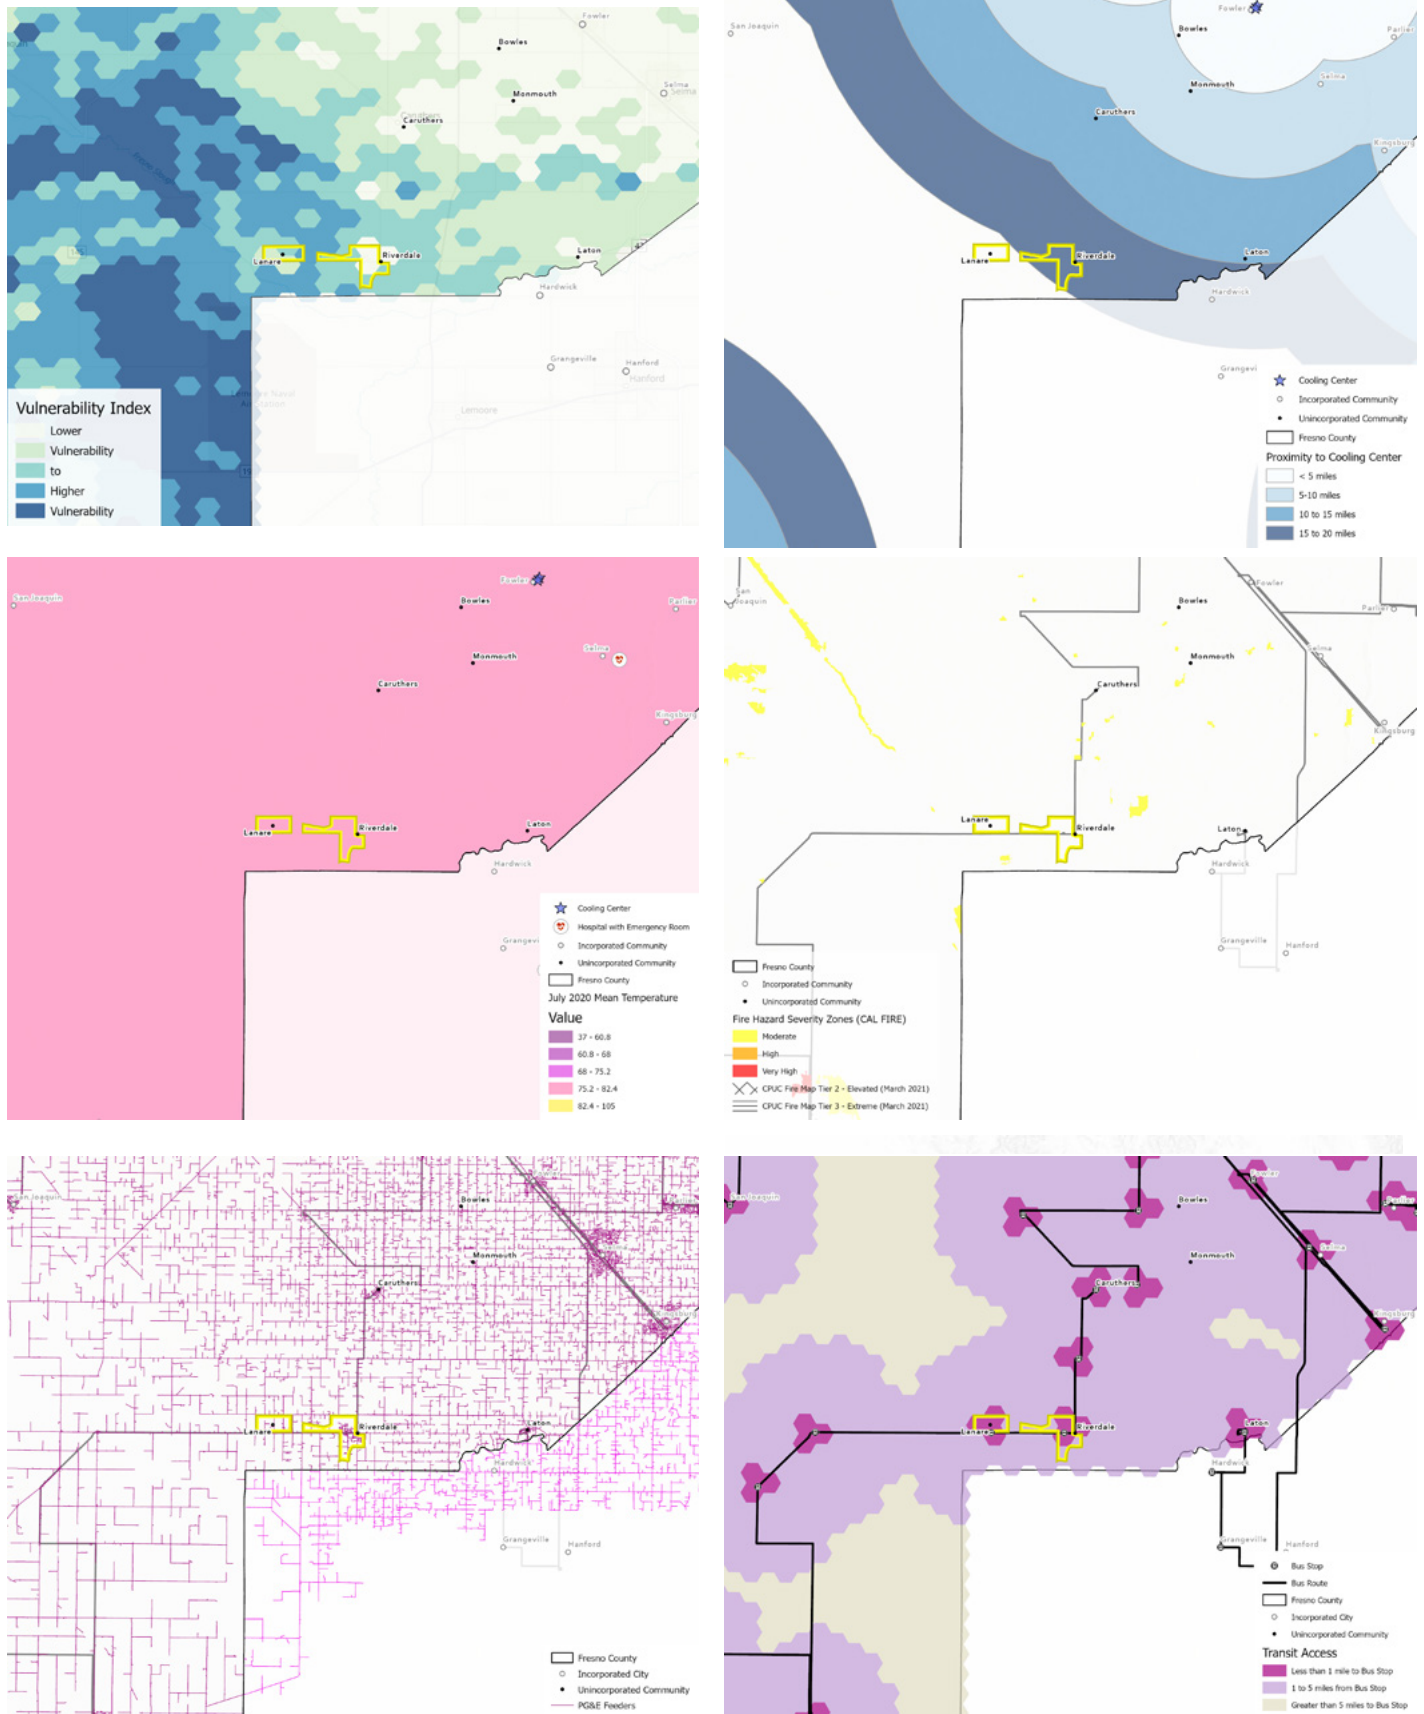 Fowler
Bowles
Selma
Selma
Monmouth
Caruthers
Caruthers
Lanare
Riverdale
Laton
Hardwick
Grangeville
Hanford
Hanford
Lemoore
Vulnerability Index
Lower
Vulnerability
to
Higher
Vulnerability
Fowler
San Joaquin
Bowles
Parlier
Selma
Monmouth
Caruthers
Kingsburg
Lanare
Riverdale
Laton
Hardwick
Grangevi
Cooling Center
Incorporated Community
Unincorporated Community
Fresno County
Proximity to Cooling Center
< 5 miles
5-10 miles
10 to 15 miles
15 to 20 miles
Fowler
San Joaquin
Bowles
Parlier
Selma
Monmouth
Caruthers
Kingsburg
Lanare
Riverdale
Laton
Hardwick
Grangevi
Cooling Center
Hospital with Emergency Room
Incorporated Community
Unincorporated Community
Fresno County
July 2020 Mean Temperature
Value
37 - 60.8
60.8 - 68
68 - 75.2
75.2 - 82.4
82.4 - 105
San
Joaquin
Fowler
Bowles
Parlier
Selma
Monmouth
Caruthers
Kingsburg
Lanare
Riverdale
Laton
Hardwick
Grangeville
Hanford
Fresno County
Incorporated Community
Unincorporated Community
Fire Hazard Severity Zones (CAL FIRE)
Moderate
High
Very High
CPUC Fire Map Tier 2 - Elevated (March 2021)
CPUC Fire Map Tier 3 - Extreme (March 2021)
San Joaquin
Fowler
Bowles
Parlier
Selma
Monmouth
Caruthers
Kingsburg
Lanare
Riverdale
Laton
Hardwick
Grangeville
Hanford
Fresno County
Incorporated City
Unincorporated Community
PG&E Feeders
San Joaquin
Fowler
Bowles
Parlier
Selma
Monmouth
Caruthers
Kingsburg
Lanare
Riverdale
Laton
Hardwick
Grangeville
Hanford
Bus Stop
Bus Route
Fresno County
Incorporated City
Unincorporated Community
Transit Access
Less than 1 mile to Bus Stop
1 to 5 miles from Bus Stop
Greater than 5 miles to Bus Stop